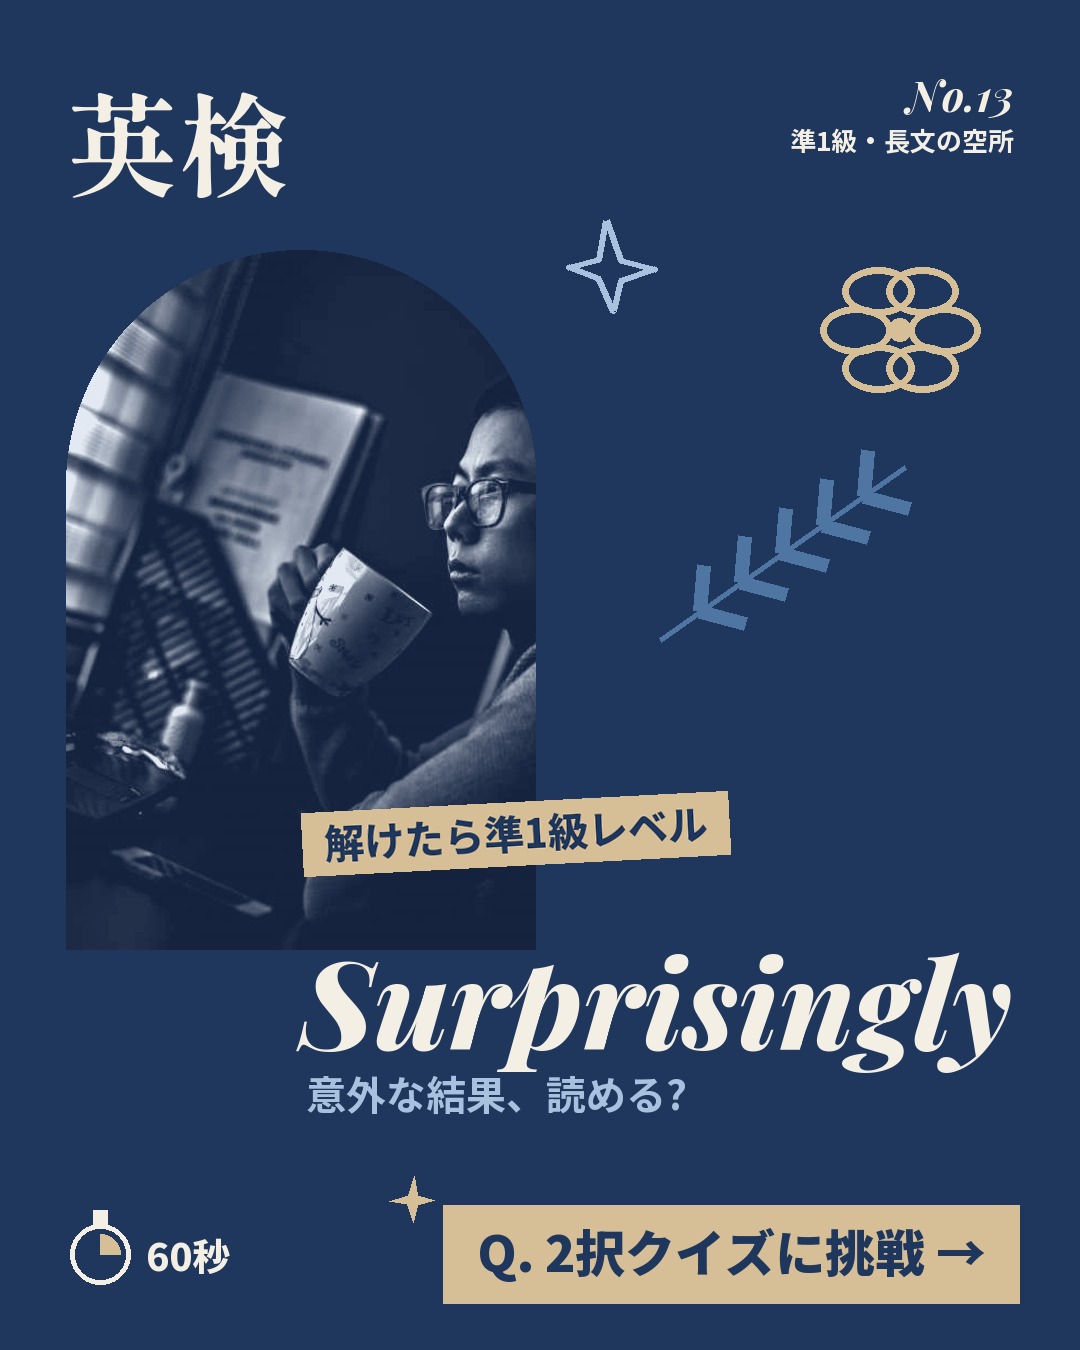 英検
No.13
準1級・長文の空所
解けたら準1級レベル
Surprisingly
意外な結果、読める?
60秒
Q. 2択クイズに挑戦→